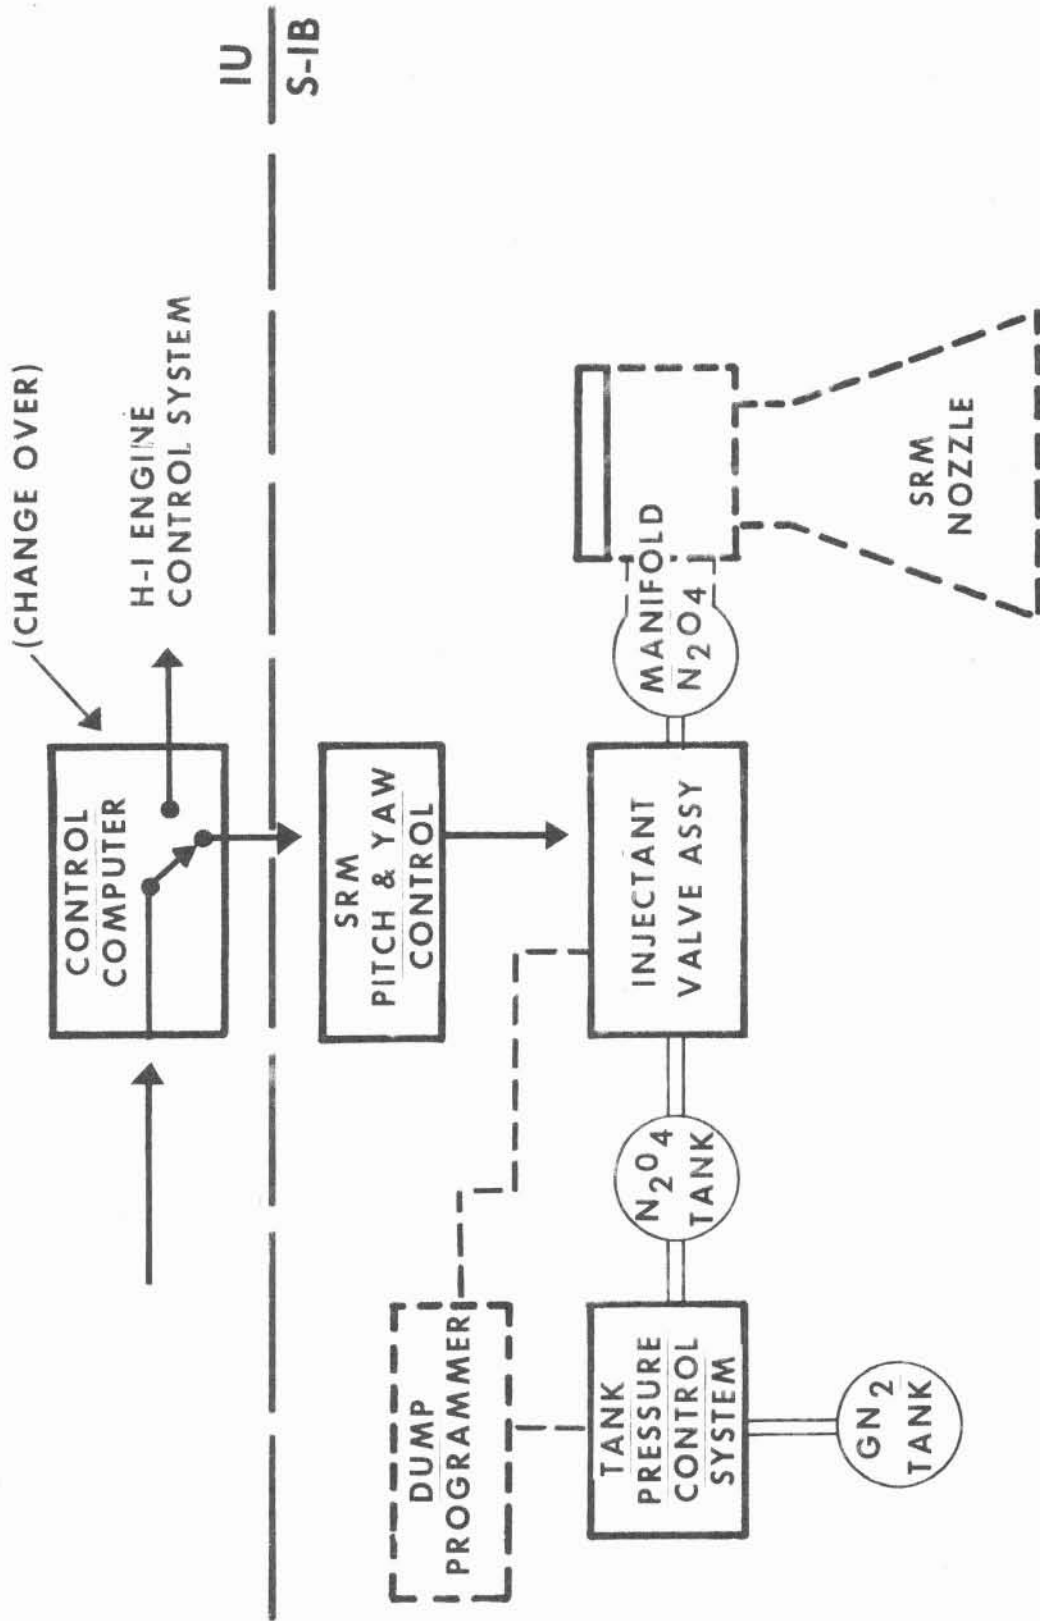 (CHANGE OVER)
IU
S-IB
CONTROL
COMPUTER
H-I ENGINE
CONTROL SYSTEM
SRM
PITCH & YAW
CONTROL
DUMP
PROGRAMMER
TANK
PRESSURE
CONTROL
SYSTEM
N2O4
TANK
INJECTANT
VALVE ASSY
MANIFOLD
N2O4
GN2
TANK
SRM
NOZZLE